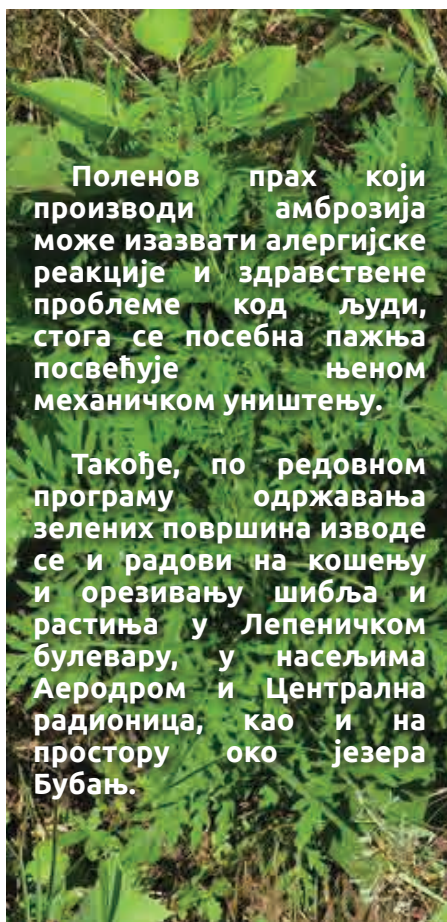 Поленов прах који
производи амброзија
може изазвати алергијске
реакције и здравствене
проблеме код људи,
стога се посебна пажња
посвећује њеном
механичком уништењу.
Такође, по редовном
програму одржавања
зелених површина изводе
се и радови на кошењу
и орезивању шибља и
растиња у Лепеничком
булевару, у насељима
Аеродром и Централна
радионица, као и на
простору око језера
Бубањ.